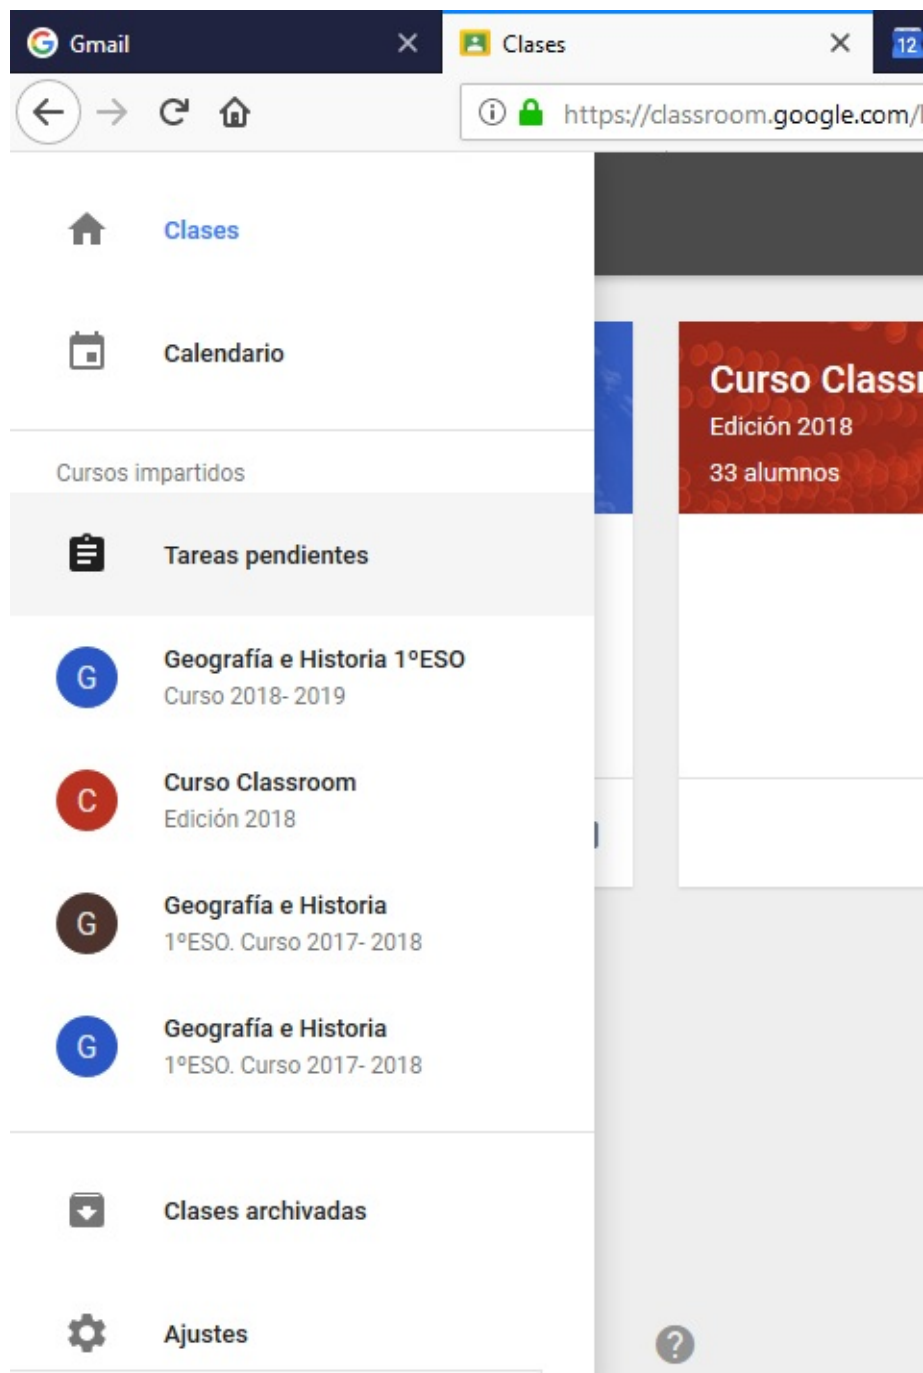 Gmail
Clases
12
https://classroom.google.com/
Clases
Calendario
Cursos impartidos
Tareas pendientes
G
Geografía e Historia 1ºESO
Curso 2018- 2019
C
Curso Classroom
Edición 2018
G
Geografía e Historia
1ºESO. Curso 2017- 2018
G
Geografía e Historia
1ºESO. Curso 2017- 2018
Clases archivadas
Ajustes
Curso Class
Edición 2018
33 alumnos
?